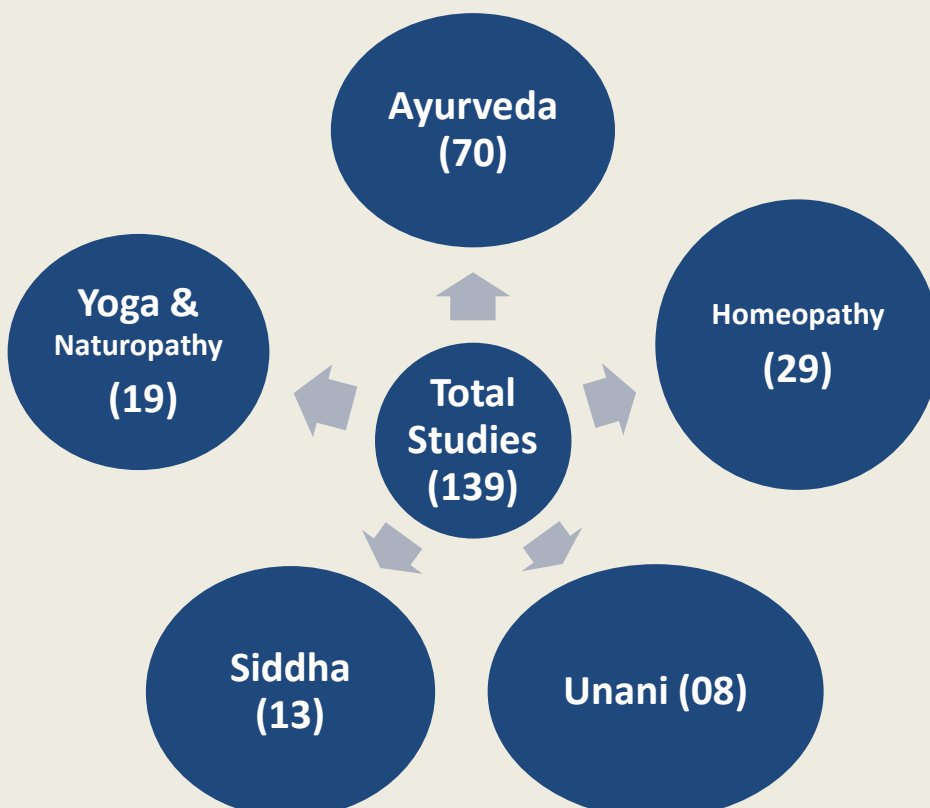 Ayurveda
(70)
Yoga &
Naturopathy
(19)
Homeopathy
(29)
Total
Studies
(139)
Siddha
(13)
Unani (08)